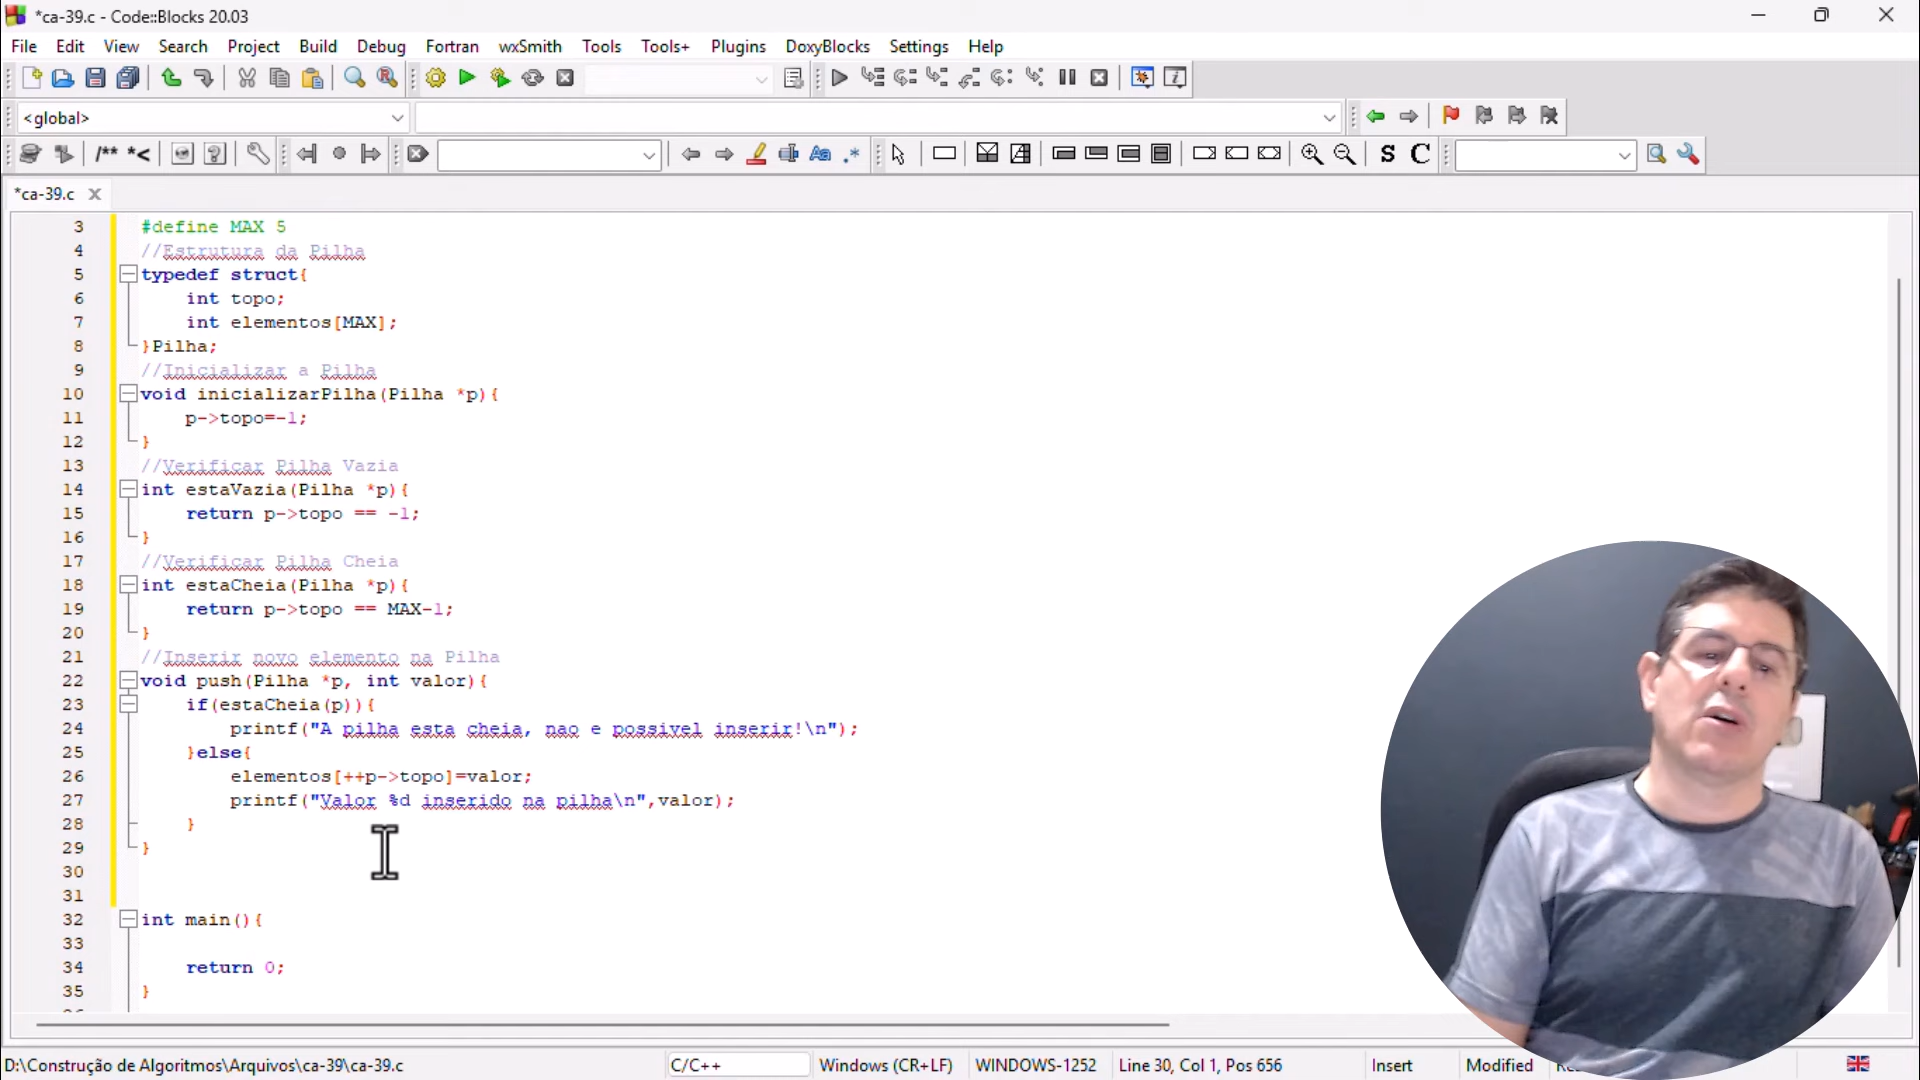 *ca-39.c - Code::Blocks 20.03
File Edit View Search Project Build Debug Fortran wxSmith Tools Tools+ Plugins DoxyBlocks Settings Help
<global>
/** *<
Aa .* S C
*ca-39.c
3 #define MAX 5
4 //Estrutura da Pilha
5 typedef struct{
6 int topo;
7 int elementos[MAX];
8 }Pilha;
9 //Inicializar a Pilha
10 void inicializarPilha(Pilha *p){
11 p->topo=-1;
12 }
13 //Verificar Pilha Vazia
14 int estaVazia(Pilha *p){
15 return p->topo == -1;
16 }
17 //Verificar Pilha Cheia
18 int estaCheia(Pilha *p){
19 return p->topo == MAX-1;
20 }
21 //Inserir novo elemento na Pilha
22 void push(Pilha *p, int valor){
23 if(estaCheia(p)){
24 printf("A pilha esta cheia, nao e possivel inserir!\n");
25 }else{
26 elementos[++p->topo]=valor;
27 printf("Valor %d inserido na pilha\n",valor);
28 }
29 }
30
31
32 int main(){
33
34 return 0;
35 }
D:\Construção de Algoritmos\Arquivos\ca-39\ca-39.c C/C++ Windows (CR+LF) WINDOWS-1252 Line 30, Col 1, Pos 656 Insert Modified